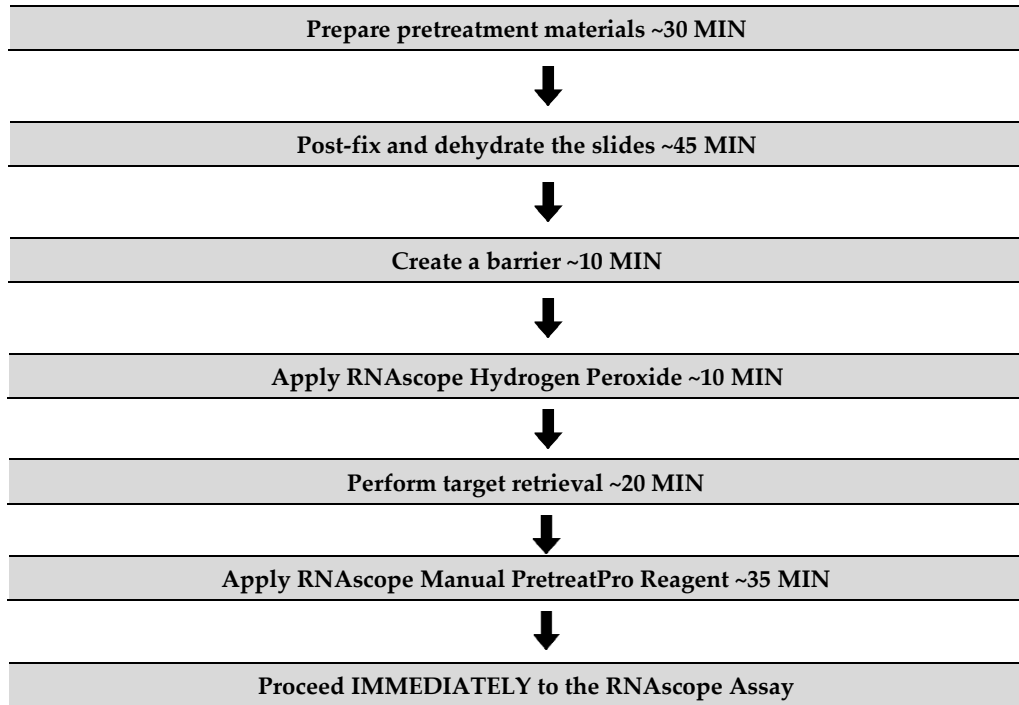 Prepare pretreatment materials ~30 MIN
Post-fix and dehydrate the slides ~45 MIN
Create a barrier ~10 MIN
Apply RNAscope Hydrogen Peroxide ~10 MIN
Perform target retrieval ~20 MIN
Apply RNAscope Manual PretreatPro Reagent ~35 MIN
Proceed IMMEDIATELY to the RNAscope Assay